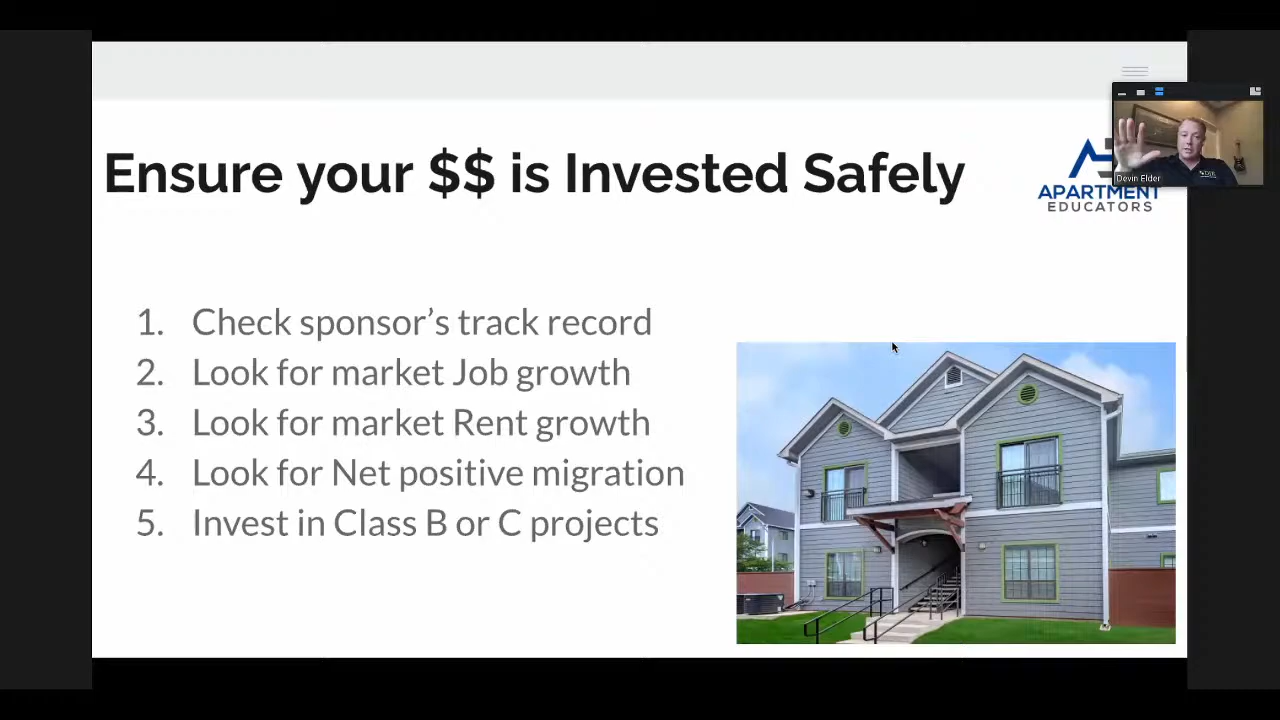 Ensure your $$ is Invested Safely
APARTMENT
EDUCATORS
Devin Elder
1. Check sponsor’s track record
2. Look for market Job growth
3. Look for market Rent growth
4. Look for Net positive migration
5. Invest in Class B or C projects